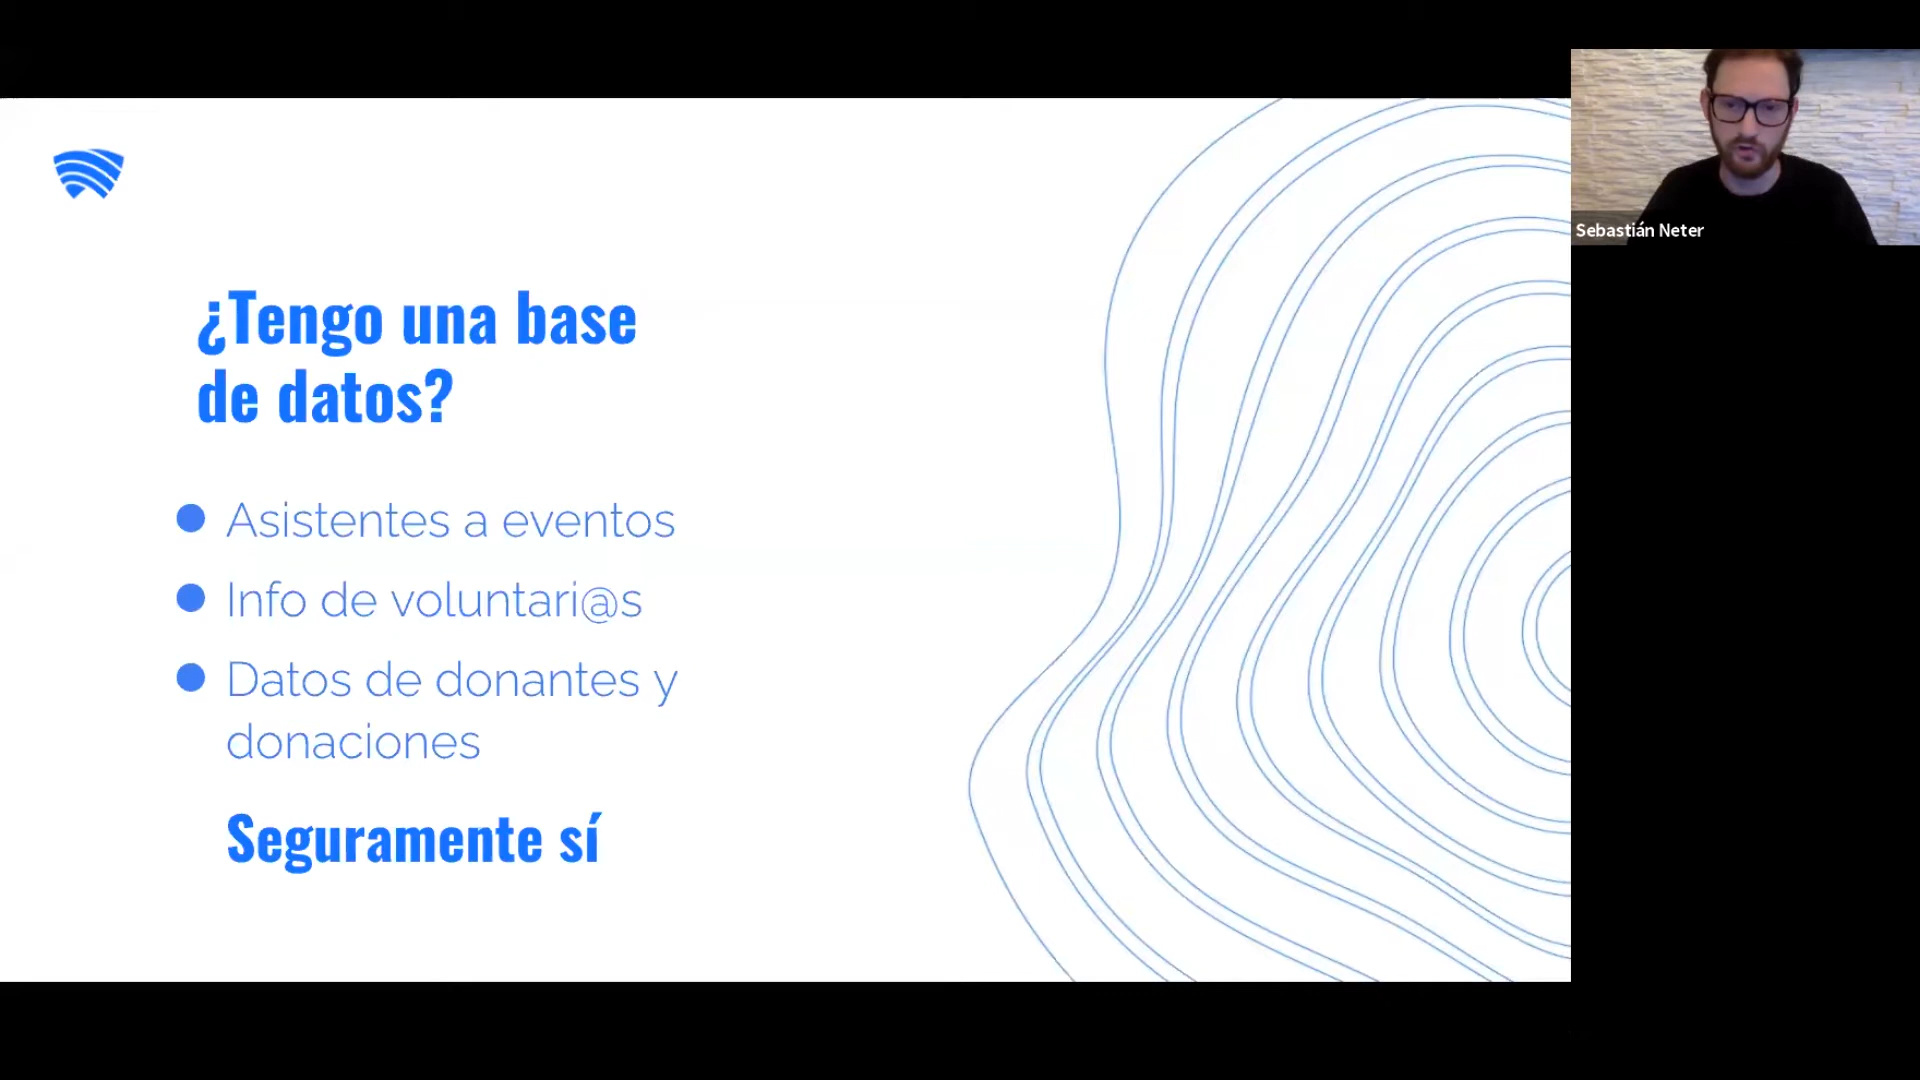 ¿Tengo una base
de datos?
Asistentes a eventos
Info de voluntari@s
Datos de donantes y
donaciones
Seguramente sí
Sebastián Neter